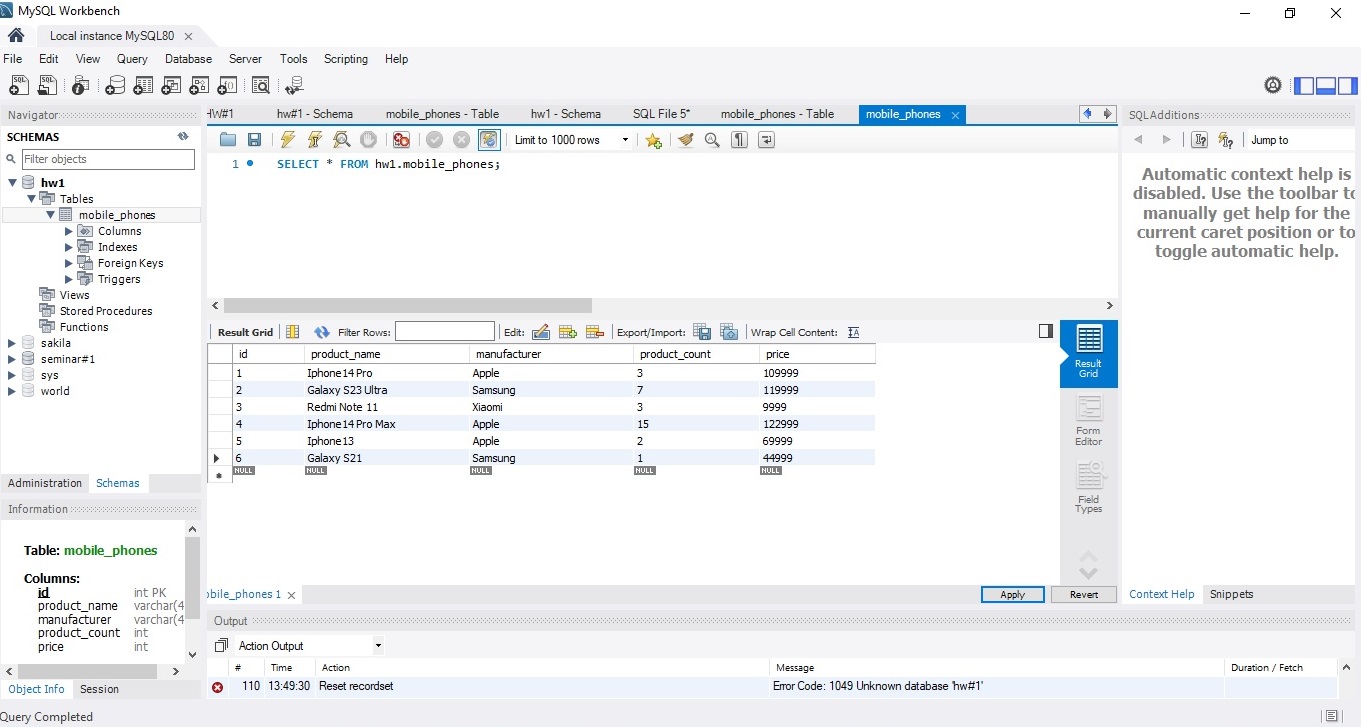 MySQL Workbench
Local instance MySQL80
File Edit View Query Database Server Tools Scripting Help
Navigator
SCHEMAS
Filter objects
hw1
Tables
mobile_phones
Columns
Indexes
Foreign Keys
Triggers
Views
Stored Procedures
Functions
sakila
seminar#1
sys
world
Administration Schemas
Information
Table: mobile_phones
Columns:
id int PK
product_name varchar(4
manufacturer varchar(4
product_count int
price int
Object Info Session
HW#1 hw#1 - Schema mobile_phones - Table hw1 - Schema SQL File 5* mobile_phones - Table mobile_phones
Limit to 1000 rows
1 SELECT * FROM hw1.mobile_phones;
Result Grid Filter Rows: Edit: Export/Import: Wrap Cell Content:
id product_name manufacturer product_count price
1 Iphone14 Pro Apple 3 109999
2 Galaxy S23 Ultra Samsung 7 119999
3 Redmi Note 11 Xiaomi 3 9999
4 Iphone14 Pro Max Apple 15 122999
5 Iphone13 Apple 2 69999
6 Galaxy S21 Samsung 1 44999
NULL NULL NULL NULL NULL
Result
Grid
Form
Editor
Field
Types
obile_phones 1 Apply Revert
SQLAdditions
Jump to
Automatic context help is
disabled. Use the toolbar to
manually get help for the
current caret position or to
toggle automatic help.
Context Help Snippets
Output
Action Output
# Time Action Message Duration / Fetch
110 13:49:30 Reset recordset Error Code: 1049 Unknown database 'hw#1'
Query Completed